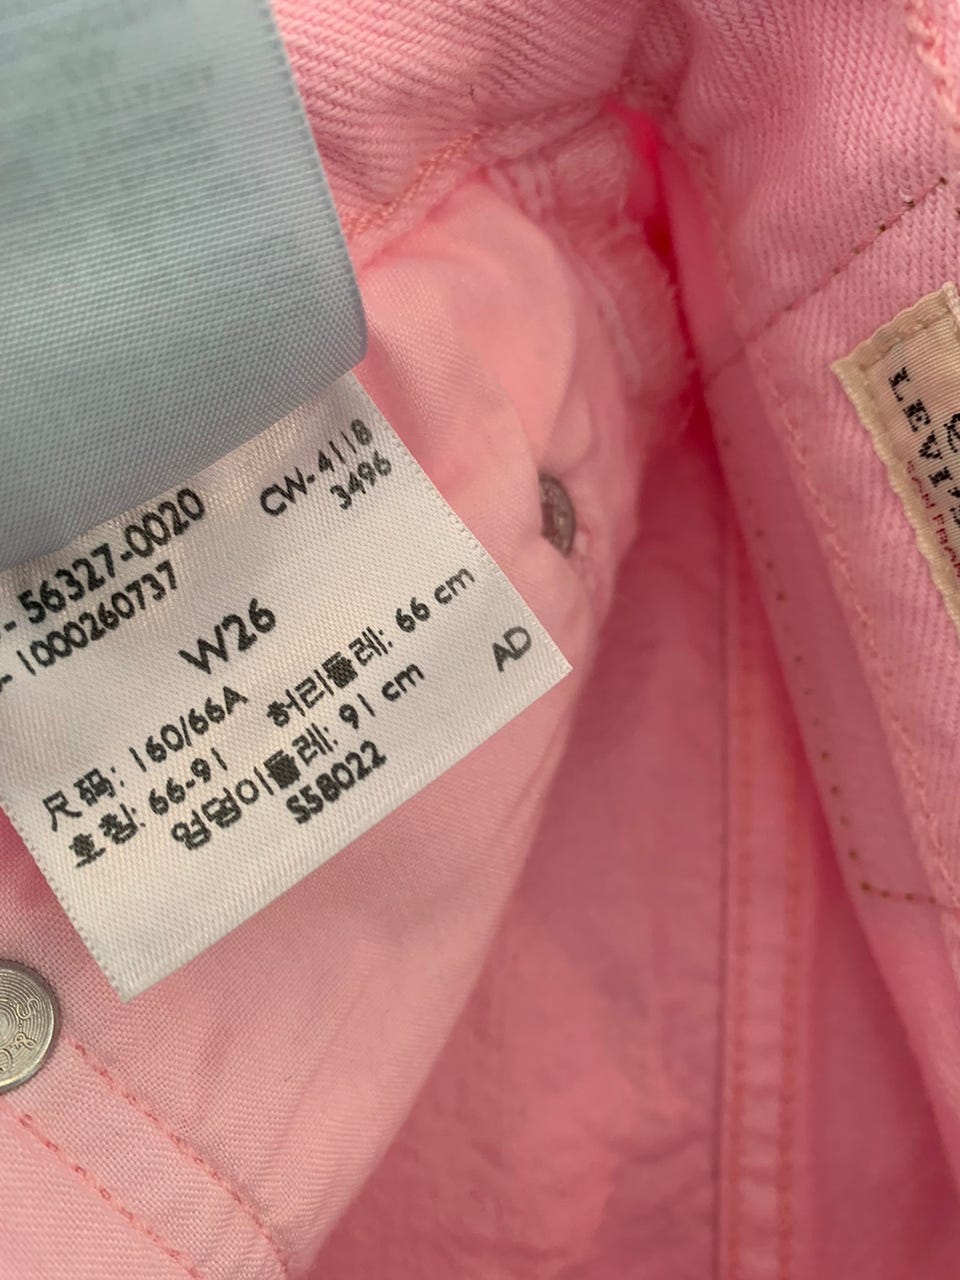 56327-0020
1000260737
CW-4118
3496
W26
尺码: 160/66A
호칭: 66-91
허리둘레: 66 cm
엉덩이둘레: 91 cm
S58022
AD
LEVI'S